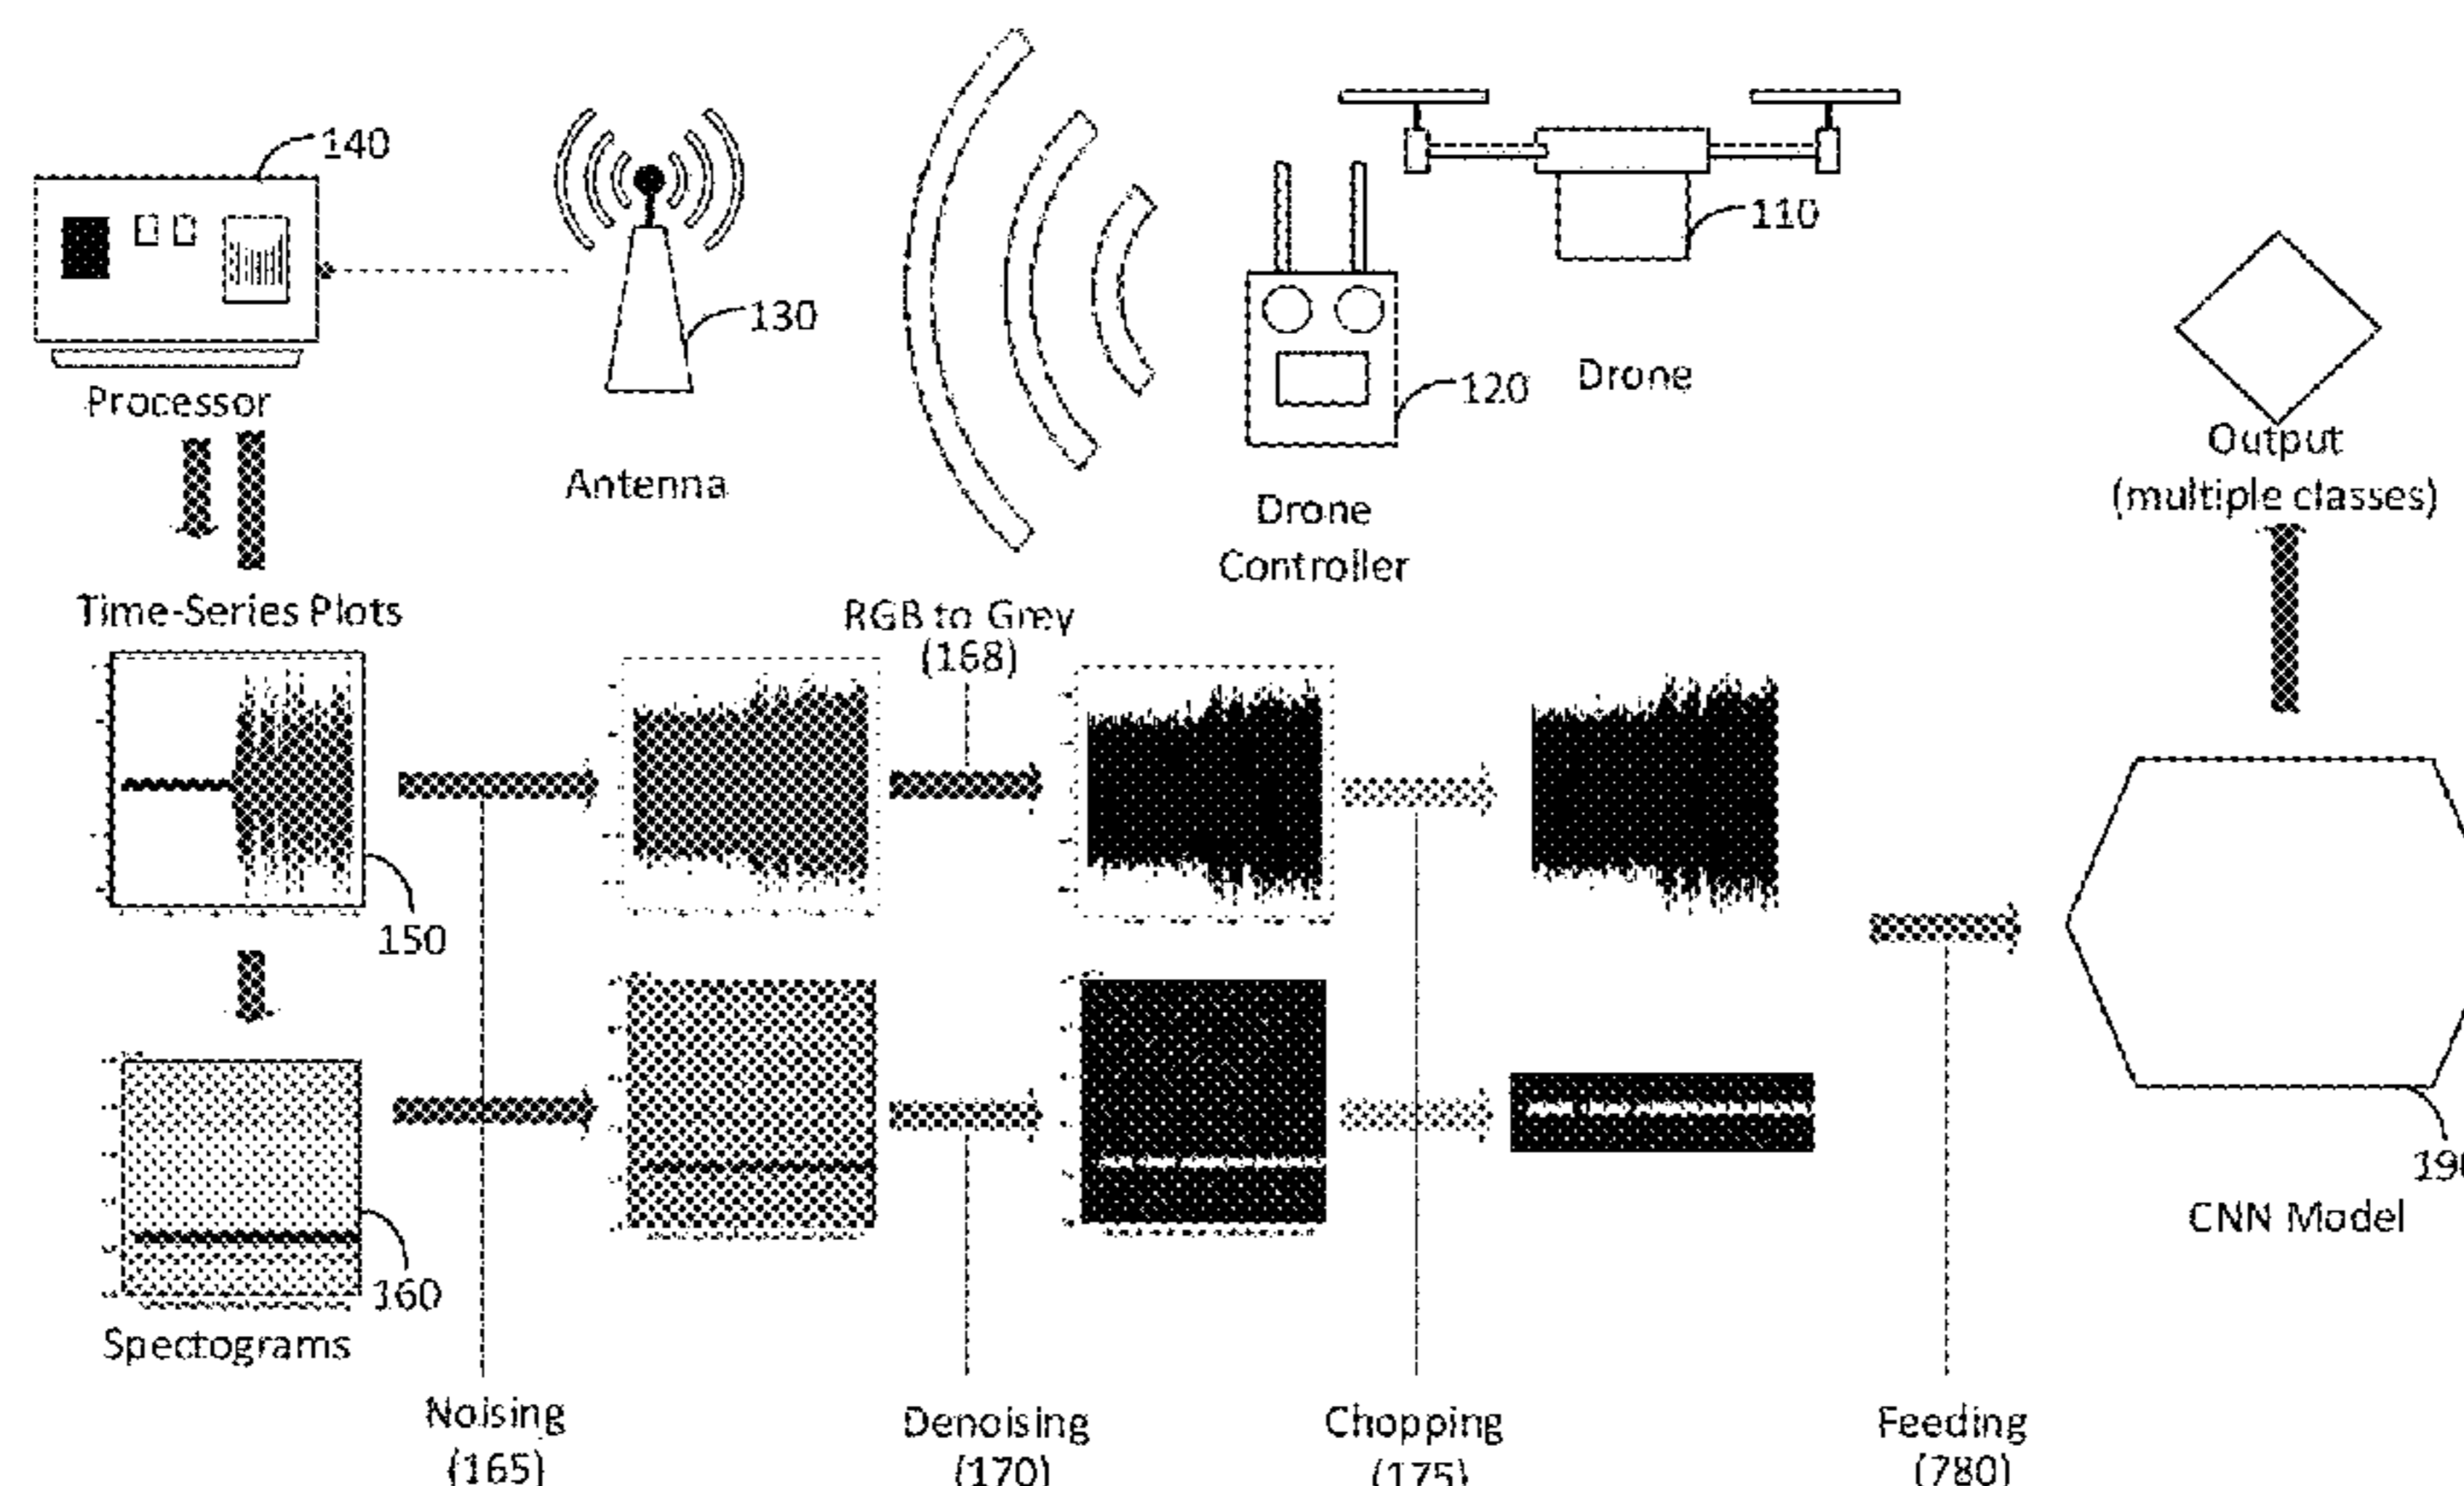 140
110
130
120
Processor
Drone
Antenna
Drone
Controller
Output
(multiple classes)
Time-Series Plots
RGB to Grey
(168)
150
160
Spectograms
CNN Model
Noising
(165)
Denoising
(170)
Chopping
(175)
Feeding
(780)